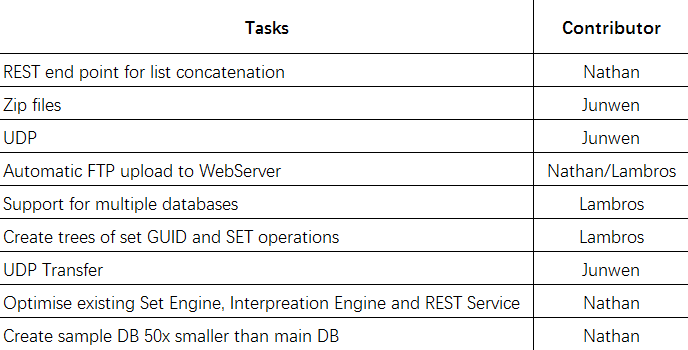 Tasks Contributor
REST end point for list concatenation Nathan
Zip files Junwen
UDP Junwen
Automatic FTP upload to WebServer Nathan/Lambros
Support for multiple databases Lambros
Create trees of set GUID and SET operations Lambros
UDP Transfer Junwen
Optimise existing Set Engine, Interpreation Engine and REST Service Nathan
Create sample DB 50x smaller than main DB Nathan